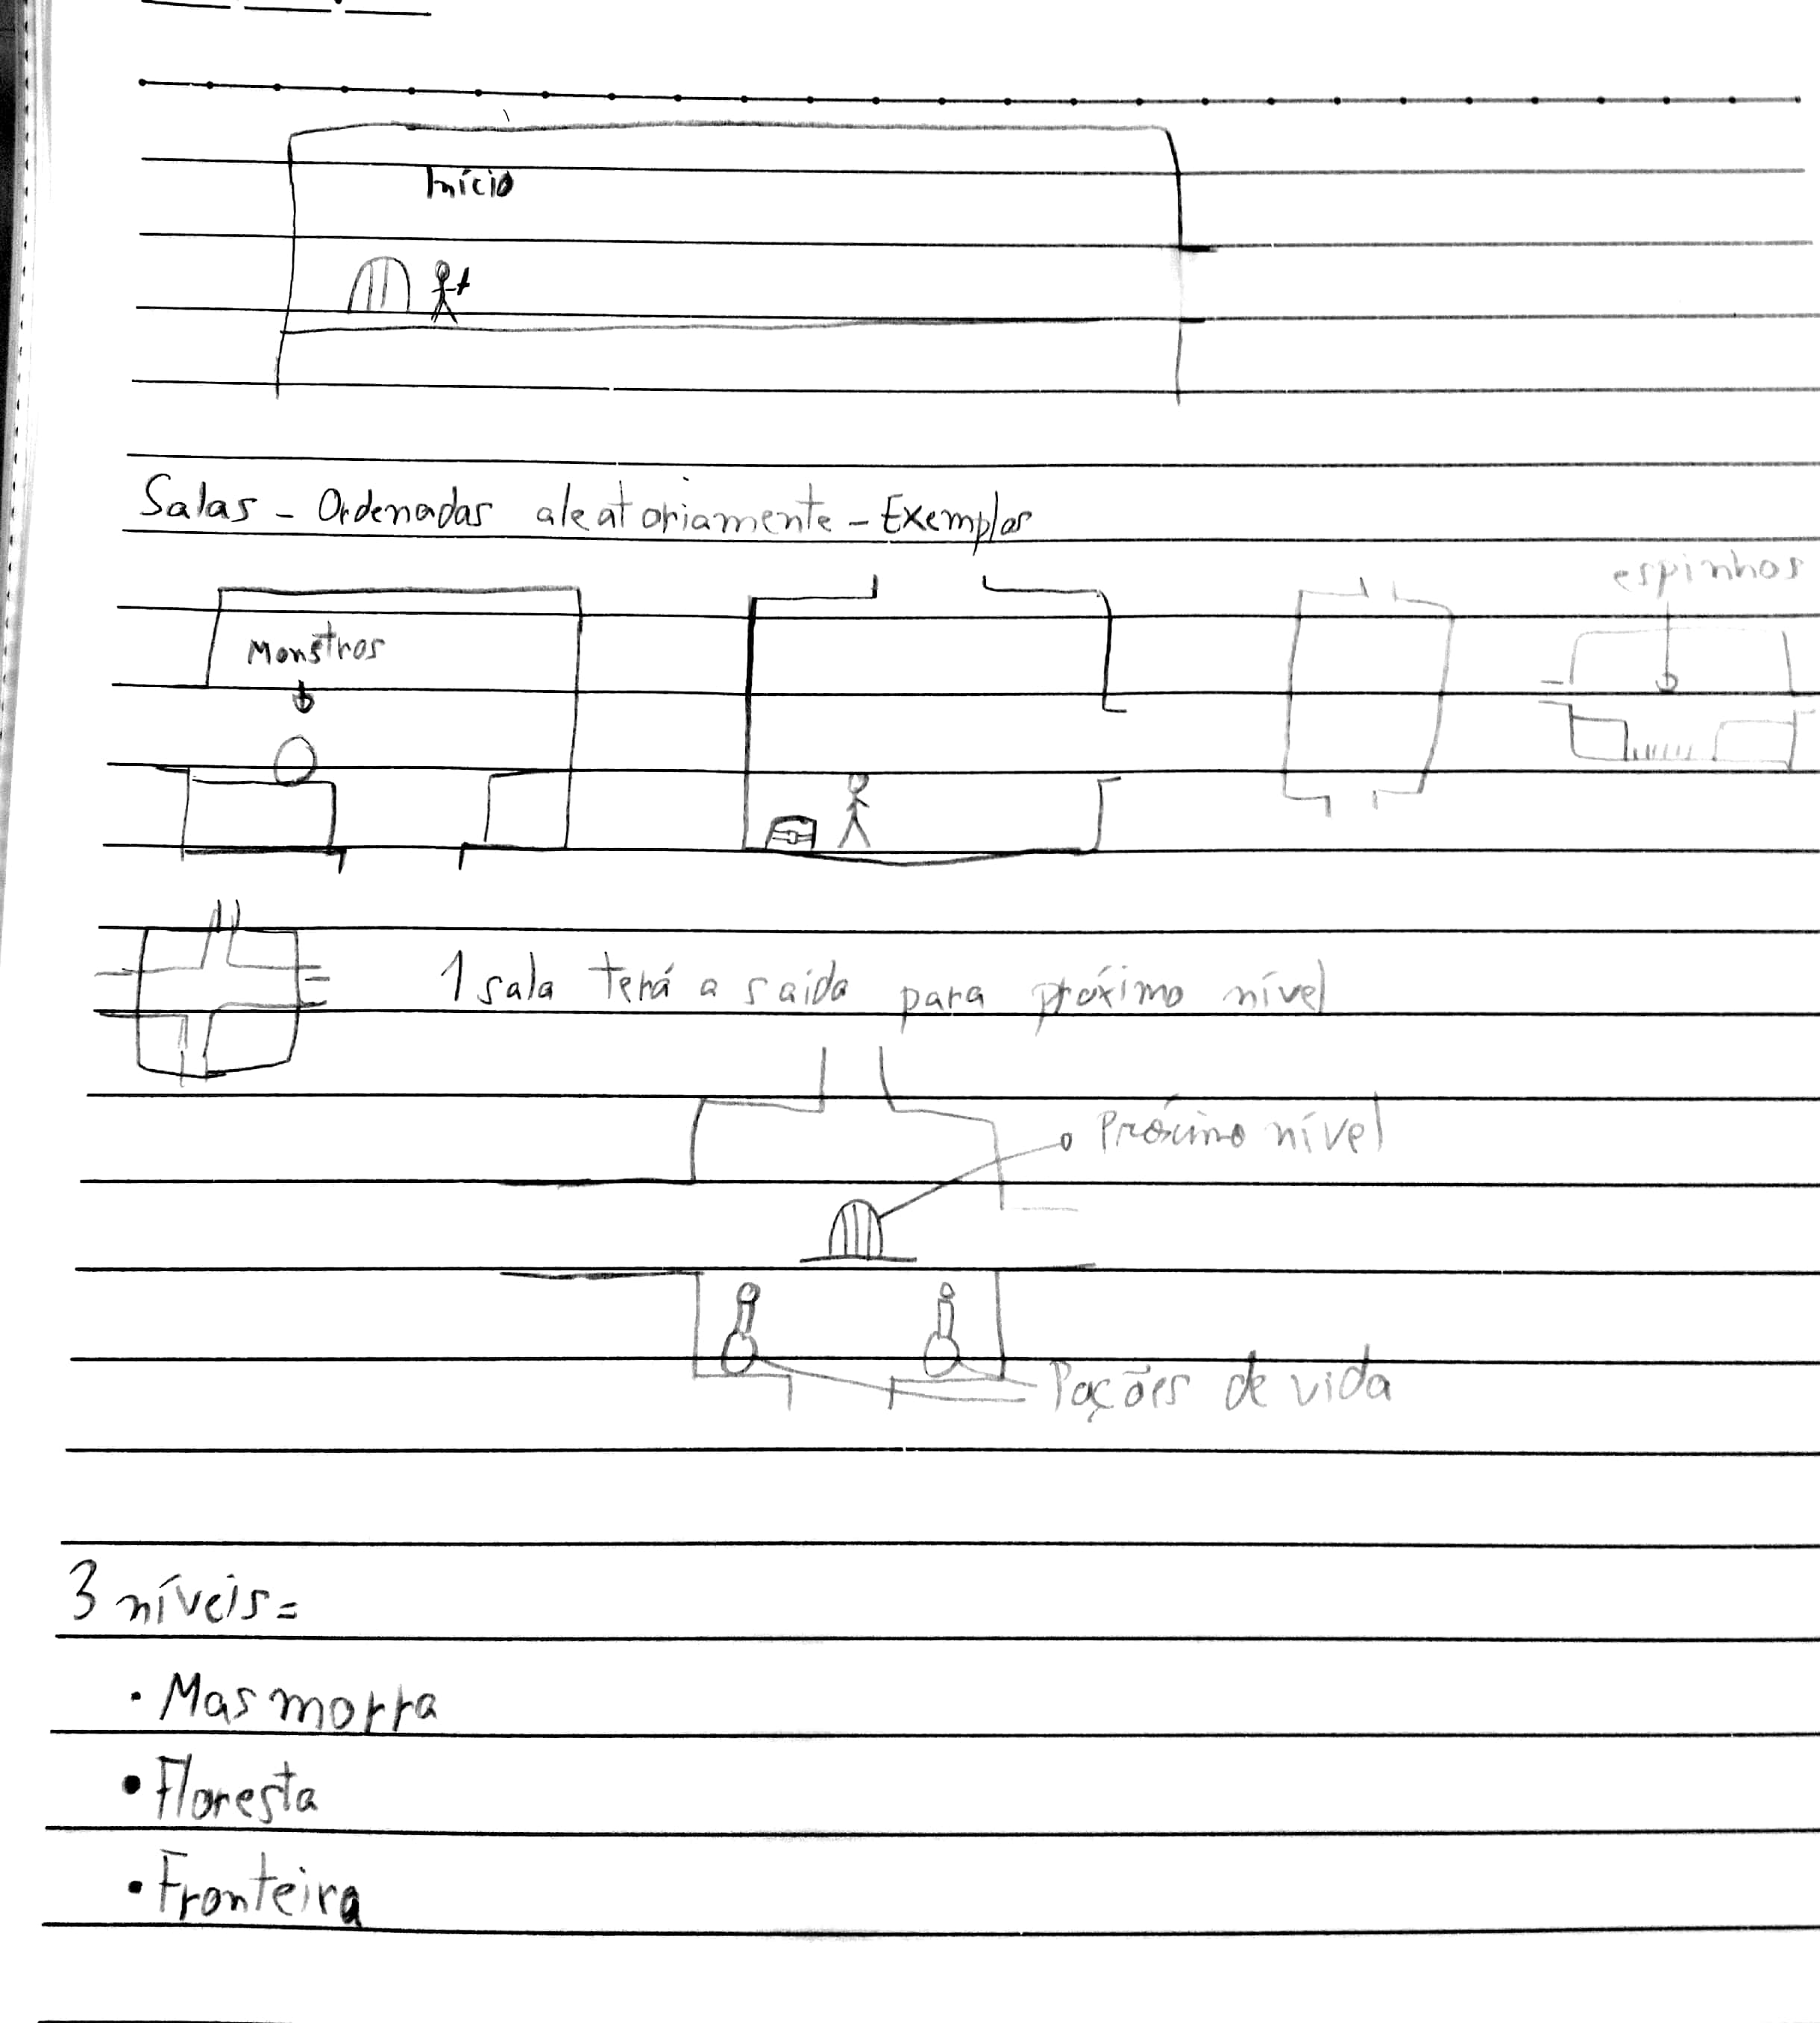 Início
Salas - Ordenadas aleatoriamente - Exemplos
espinhos
Monstros
1 sala terá a saída para próximo nível
Próximo nível
Poções de vida
3 níveis=
• Masmorra
• Floresta
• Fronteira